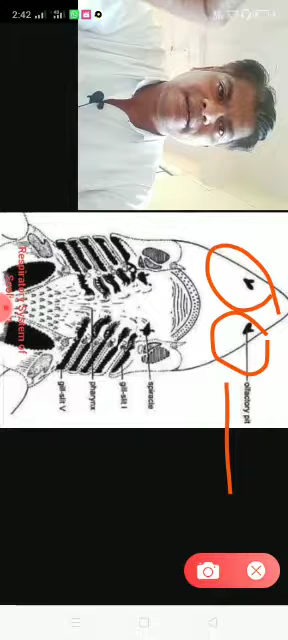 2:42
Respiratory System of
olfactory pit
spiracle
gill-slit I
pharynx
gill-slit V